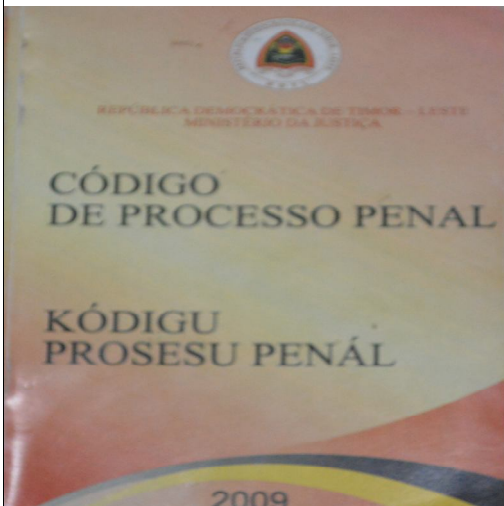 REPÚBLICA DEMOCRÁTICA DE TIMOR – LESTE
MINISTÉRIO DA JUSTIÇA
CÓDIGO
DE PROCESSO PENAL
KÓDIGU
PROSESU PENÁL
2009